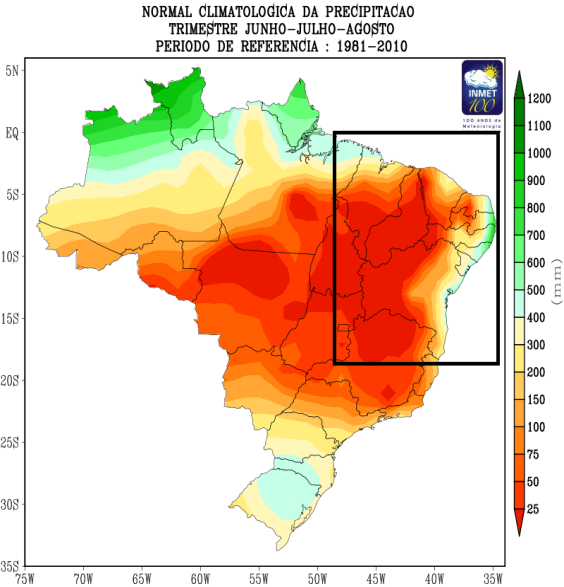 NORMAL CLIMATOLOGICA DA PRECIPITACAO
TRIMESTRE JUNHO-JULHO-AGOSTO
PERIODO DE REFERENCIA : 1981-2010
INMET
100
100 ANOS de
Meteorologia
5N
EQ
5S
10S
15S
20S
25S
30S
35S
75W 70W 65W 60W 55W 50W 45W 40W 35W
1200
1100
1000
900
800
700
600
500
400
300
200
150
100
75
50
25
(mm)